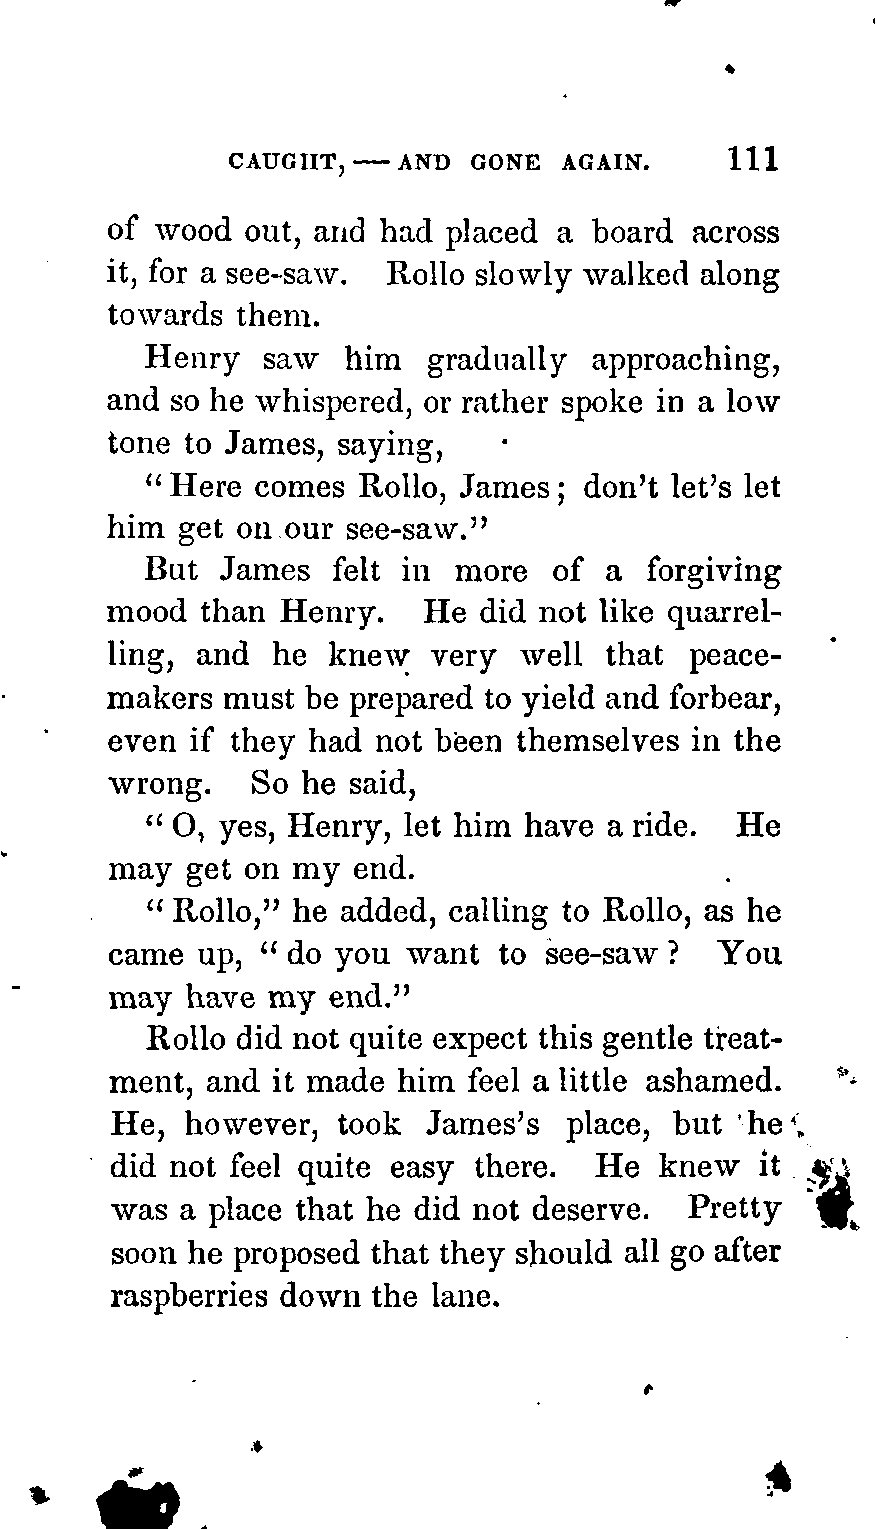 CAUGHT, — AND GONE AGAIN. 111
of wood out, and had placed a board across
it, for a see-saw. Rollo slowly walked along
towards them.
Henry saw him gradually approaching,
and so he whispered, or rather spoke in a low
tone to James, saying,
“Here comes Rollo, James; don’t let’s let
him get on our see-saw.”
But James felt in more of a forgiving
mood than Henry. He did not like quarrel-
ling, and he knew very well that peace-
makers must be prepared to yield and forbear,
even if they had not been themselves in the
wrong. So he said,
“O, yes, Henry, let him have a ride. He
may get on my end.
“Rollo,” he added, calling to Rollo, as he
came up, “do you want to see-saw? You
may have my end.”
Rollo did not quite expect this gentle treat-
ment, and it made him feel a little ashamed.
He, however, took James’s place, but he
did not feel quite easy there. He knew it
was a place that he did not deserve. Pretty
soon he proposed that they should all go after
raspberries down the lane.